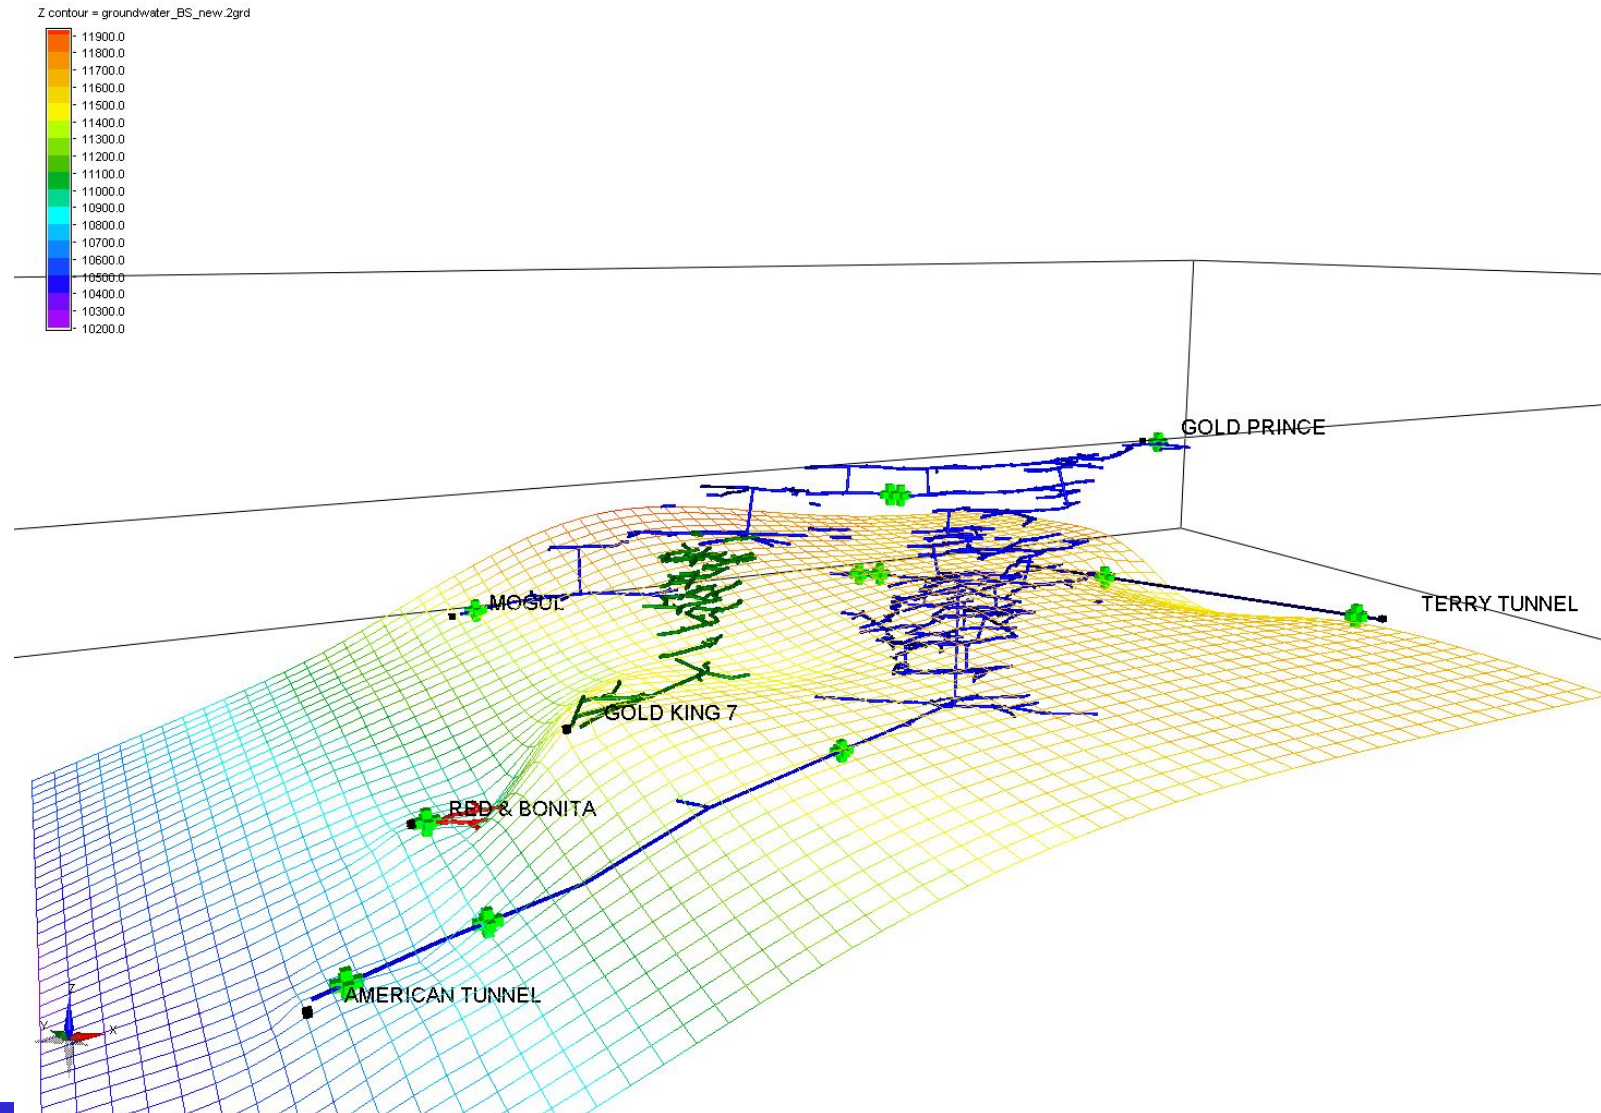 Z contour = groundwater_BS_new.2grd
11900.0
11800.0
11700.0
11600.0
11500.0
11400.0
11300.0
11200.0
11100.0
11000.0
10900.0
10800.0
10700.0
10600.0
10500.0
10400.0
10300.0
10200.0
GOLD PRINCE
MOGUL
TERRY TUNNEL
GOLD KING 7
RED & BONITA
AMERICAN TUNNEL
Z
Y
X